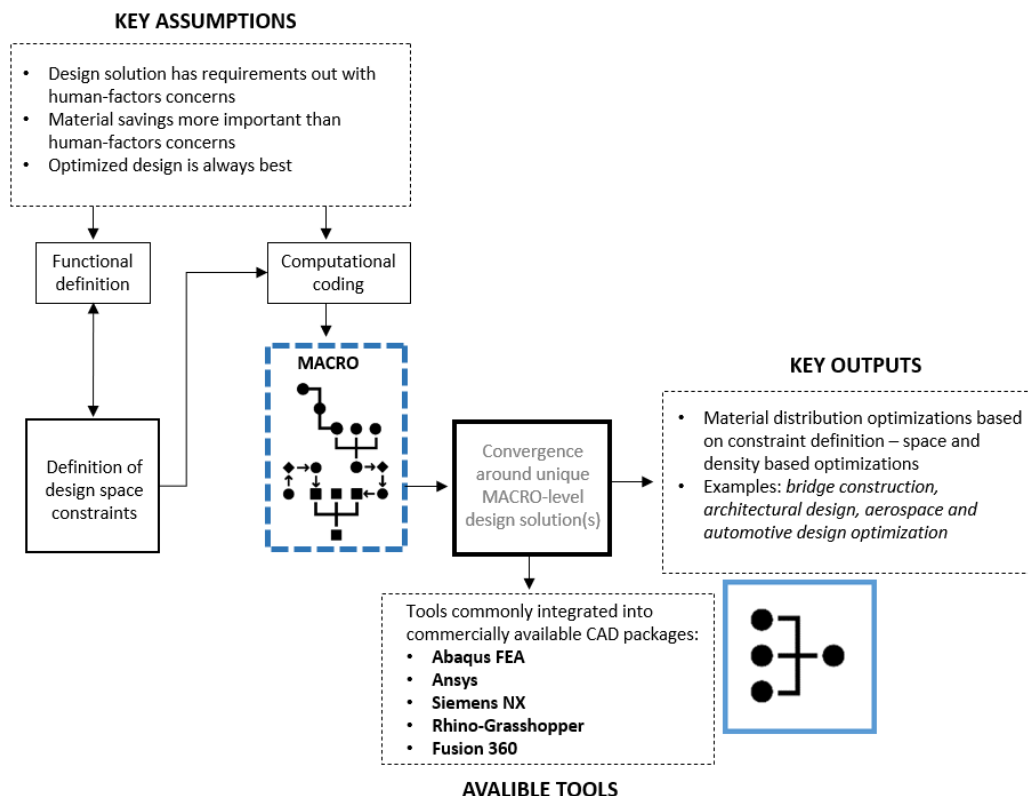 KEY ASSUMPTIONS
• Design solution has requirements out with
human-factors concerns
• Material savings more important than
human-factors concerns
• Optimized design is always best
Functional
definition
Computational
coding
Definition of
design space
constraints
MACRO
Convergence
around unique
MACRO-level
design solution(s)
KEY OUTPUTS
• Material distribution optimizations based
on constraint definition – space and
density based optimizations
• Examples: bridge construction,
architectural design, aerospace and
automotive design optimization
Tools commonly integrated into
commercially available CAD packages:
• Abaqus FEA
• Ansys
• Siemens NX
• Rhino-Grasshopper
• Fusion 360
AVALIBLE TOOLS